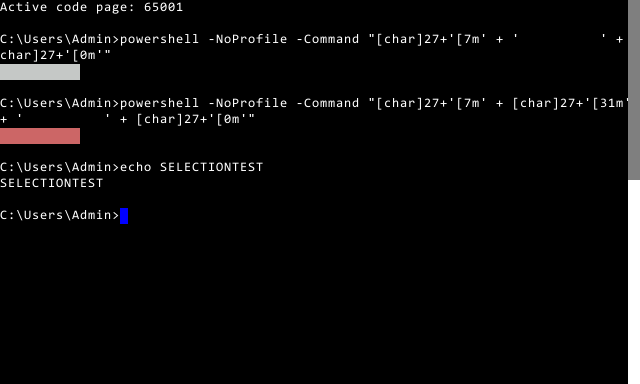 Active code page: 65001
C:\Users\Admin>powershell -NoProfile -Command "[char]27+'[7m' + '          ' +
char]27+'[0m'"
C:\Users\Admin>powershell -NoProfile -Command "[char]27+'[7m' + [char]27+'[31m'
+ '          ' + [char]27+'[0m'"
C:\Users\Admin>echo SELECTIONTEST
SELECTIONTEST
C:\Users\Admin>